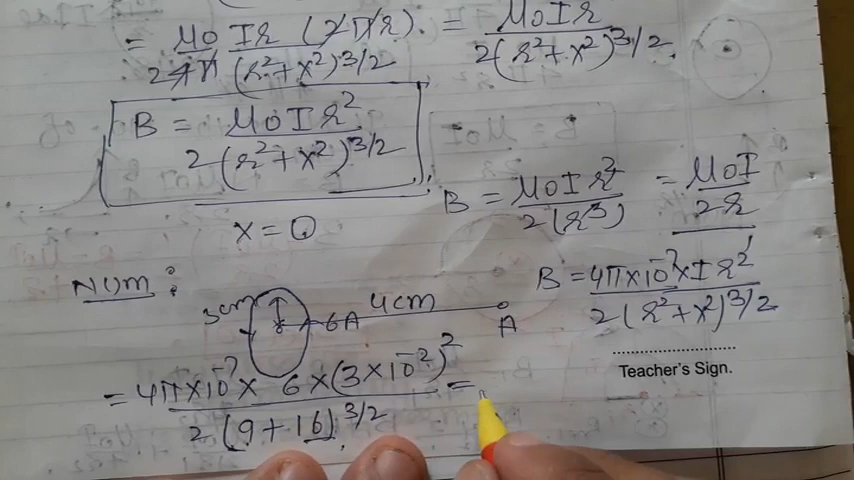 = μ₀ I r (2πr) / 2 4π (r²+x²)^3/2 = μ₀ I r / 2(r²+x²)^3/2.
B = μ₀ I r² / 2(r²+x²)^3/2
B = μ₀ I r² / 2(r³) = μ₀ I / 2r
x = 0
NUM :
3cm 6A 4cm A
B = 4π×10⁻⁷×I r² / 2(r²+x²)^3/2
Teacher's Sign.
= 4π×10⁻⁷× 6×(3×10⁻²)² / 2(9+16)^3/2 =